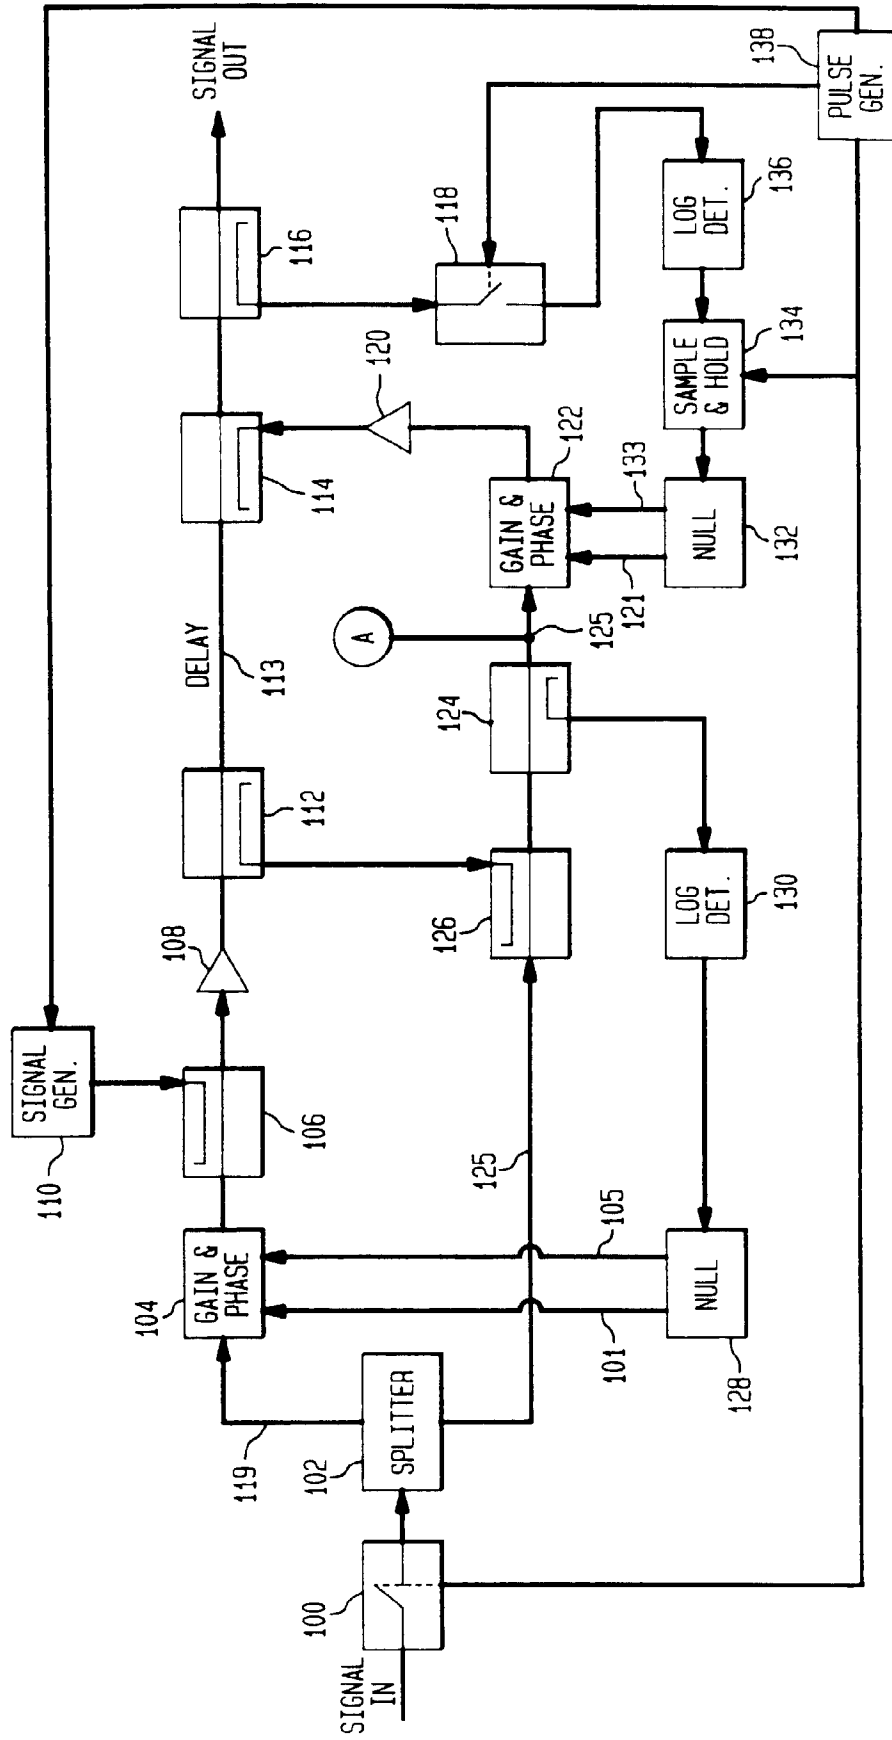 SIGNAL
IN
100
SPLITTER
102
119
GAIN &
PHASE
104
SIGNAL
GEN.
110
106
108
112
DELAY
113
114
116
SIGNAL
OUT
125
126
124
A
125
GAIN &
PHASE
122
120
118
101
105
NULL
128
LOG
DET.
130
121
133
NULL
132
SAMPLE
& HOLD
134
LOG
DET.
136
PULSE
GEN.
138